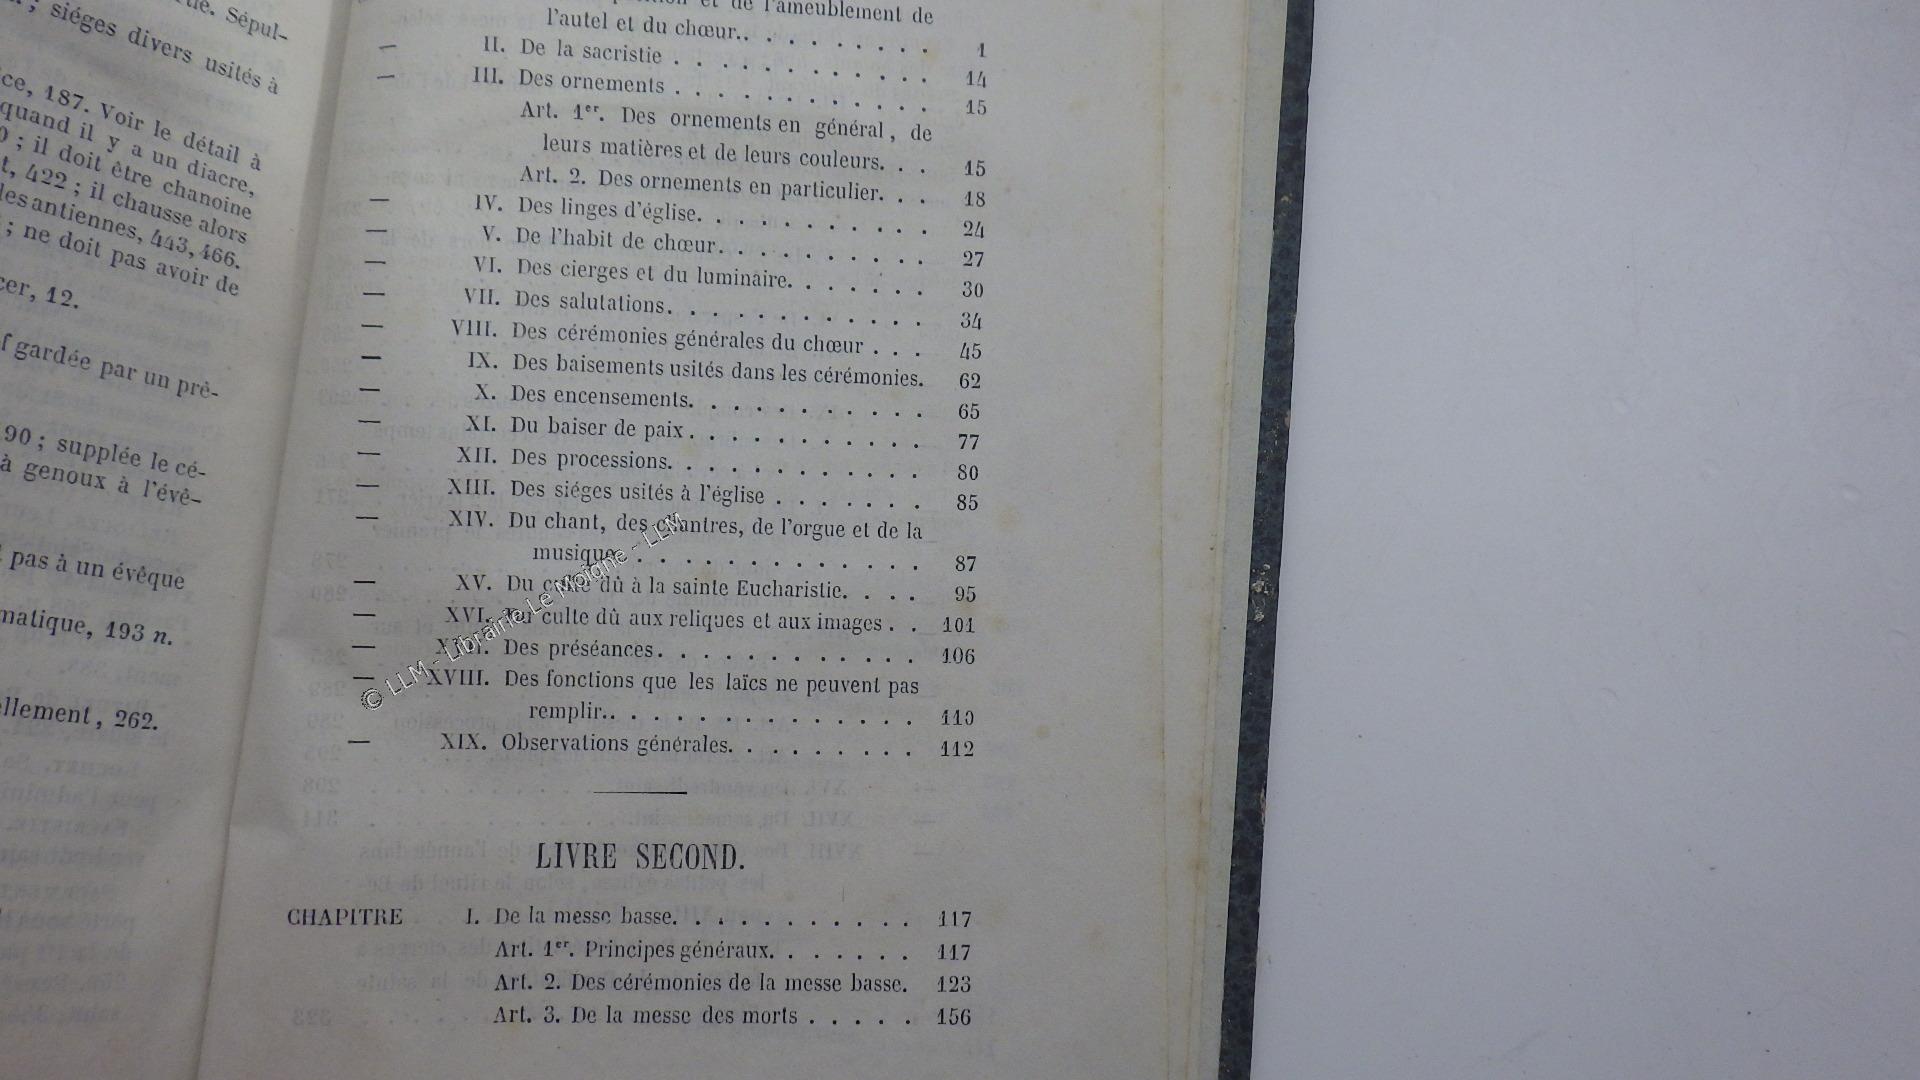 Sépul-
; siéges divers usités à
187. Voir le détail à
quand il y a un diacre,
; il doit être chanoine
422 ; il chausse alors
les antiennes, 443, 466.
; ne doit pas avoir de
12.
gardée par un prê-
90 ; supplée le cé-
à genoux à l'évê-
pas à un évêque
193 n.
262.
et de l'ameublement de
l'autel et du chœur.. . . . . . . . . 1
— II. De la sacristie . . . . . . . . . . . 14
— III. Des ornements . . . . . . . . . . . 15
Art. 1er. Des ornements en général, de
leurs matières et de leurs couleurs. . . 15
Art. 2. Des ornements en particulier. . . 18
— IV. Des linges d'église. . . . . . . . . . 24
— V. De l'habit de chœur. . . . . . . . . 27
— VI. Des cierges et du luminaire. . . . . . . 30
— VII. Des salutations. . . . . . . . . . . 34
— VIII. Des cérémonies générales du chœur . . . 45
— IX. Des baisements usités dans les cérémonies. 62
— X. Des encensements. . . . . . . . . . . 65
— XI. Du baiser de paix . . . . . . . . . . 77
— XII. Des processions. . . . . . . . . . . 80
— XIII. Des siéges usités à l'église . . . . . . . 85
— XIV. Du chant, des chantres, de l'orgue et de la
musique. . . . . . . . . . . . . 87
— XV. Du culte dû à la sainte Eucharistie. . . . 95
— XVI. Du culte dû aux reliques et aux images . . 101
— XVII. Des préséances. . . . . . . . . . . . 106
— XVIII. Des fonctions que les laïcs ne peuvent pas
remplir.. . . . . . . . . . . . . . 110
— XIX. Observations générales. . . . . . . . . 112
© LLM - Librairie Le Moigne - LLM
LIVRE SECOND.
CHAPITRE I. De la messe basse. . . . . . . . . . . 117
Art. 1er. Principes généraux. . . . . . . 117
Art. 2. Des cérémonies de la messe basse. 123
Art. 3. De la messe des morts . . . . . 156